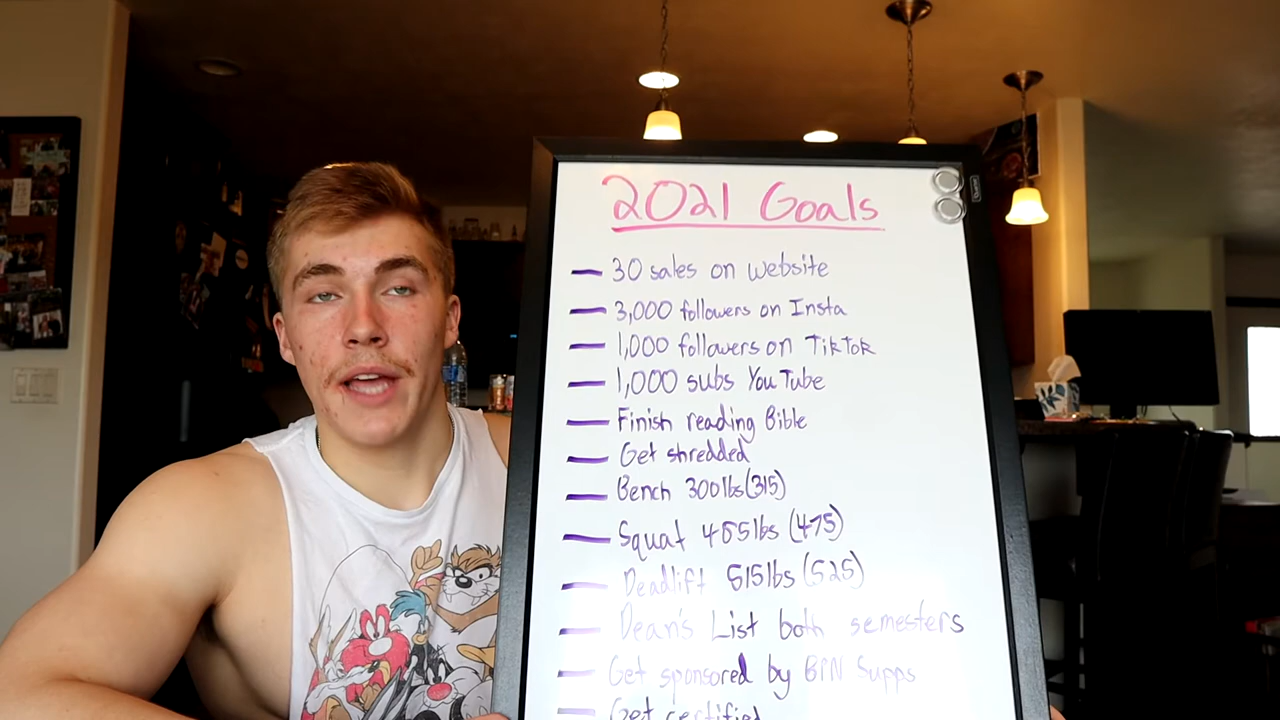 2021 Goals
30 sales on website
3,000 followers on Insta
1,000 followers on TikTok
1,000 subs YouTube
Finish reading Bible
Get shredded
Bench 300lbs (315)
Squat 455lbs (475)
Deadlift 515lbs (525)
Dean's List both semesters
Get sponsored by BPN Supps
Get certified